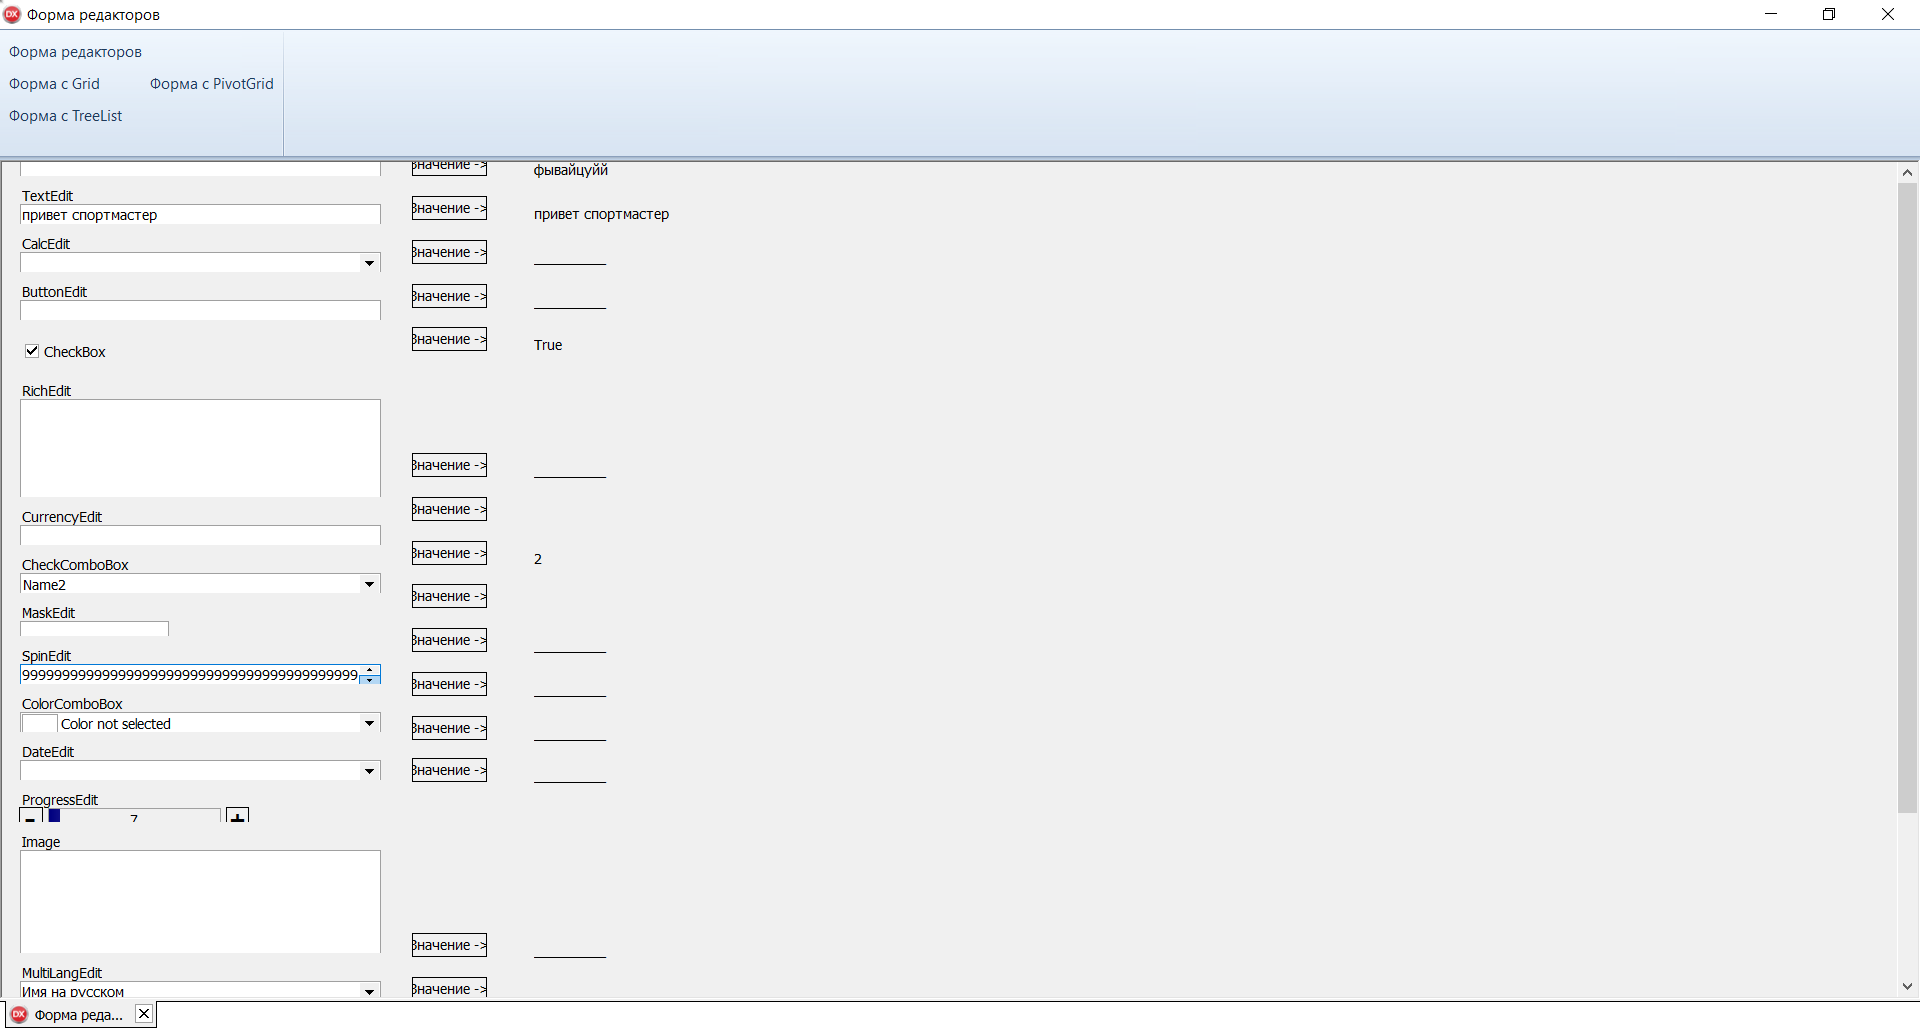 Форма редакторов
Форма редакторов
Форма с Grid Форма с PivotGrid
Форма с TreeList
Значение -> фывайцуйй
TextEdit
привет спортмастер Значение -> привет спортмастер
CalcEdit
Значение ->
ButtonEdit
Значение ->
CheckBox Значение -> True
RichEdit
Значение ->
CurrencyEdit
Значение ->
CheckComboBox
Name2 Значение -> 2
MaskEdit
Значение ->
SpinEdit
Значение ->
ColorComboBox
Color not selected Значение ->
DateEdit
Значение ->
ProgressEdit
- 7 +
Значение ->
Image
Значение ->
MultiLangEdit
Имя на русском Значение ->
Форма реда...